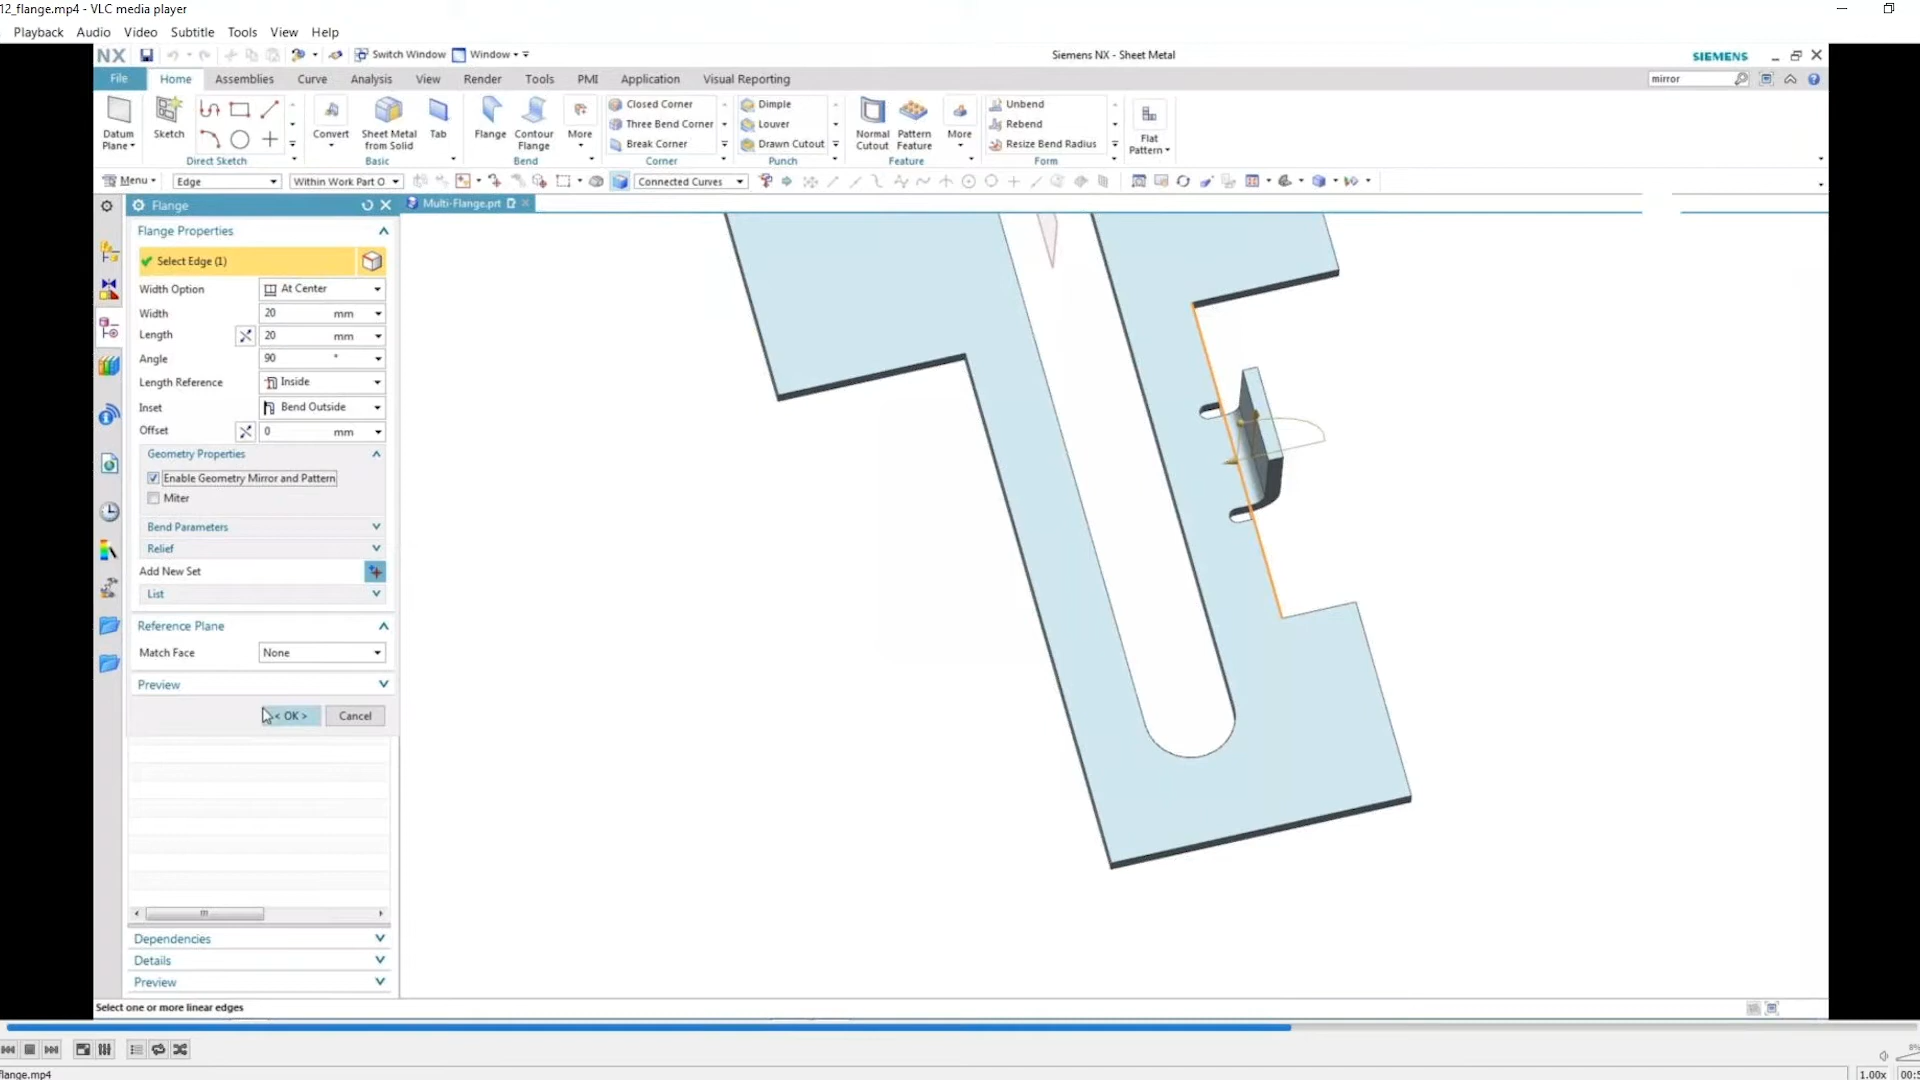 12_flange.mp4 - VLC media player
Playback Audio Video Subtitle Tools View Help
NX Switch Window Window Siemens NX - Sheet Metal SIEMENS
File Home Assemblies Curve Analysis View Render Tools PMI Application Visual Reporting mirror
Datum Plane
Sketch
Direct Sketch
Convert
Sheet Metal from Solid
Tab
Basic
Flange
Contour Flange
More
Bend
Closed Corner
Three Bend Corner
Break Corner
Corner
Dimple
Louver
Drawn Cutout
Punch
Normal Cutout
Pattern Feature
More
Feature
Unbend
Rebend
Resize Bend Radius
Form
Flat Pattern
Menu Edge Within Work Part O Connected Curves
Flange Multi-Flange.prt
Flange Properties
Select Edge (1)
Width Option At Center
Width 20 mm
Length 20 mm
Angle 90 °
Length Reference Inside
Inset Bend Outside
Offset 0 mm
Geometry Properties
Enable Geometry Mirror and Pattern
Miter
Bend Parameters
Relief
Add New Set
List
Reference Plane
Match Face None
Preview
< OK > Cancel
Dependencies
Details
Preview
Select one or more linear edges
8%
flange.mp4 1.00x 00:5